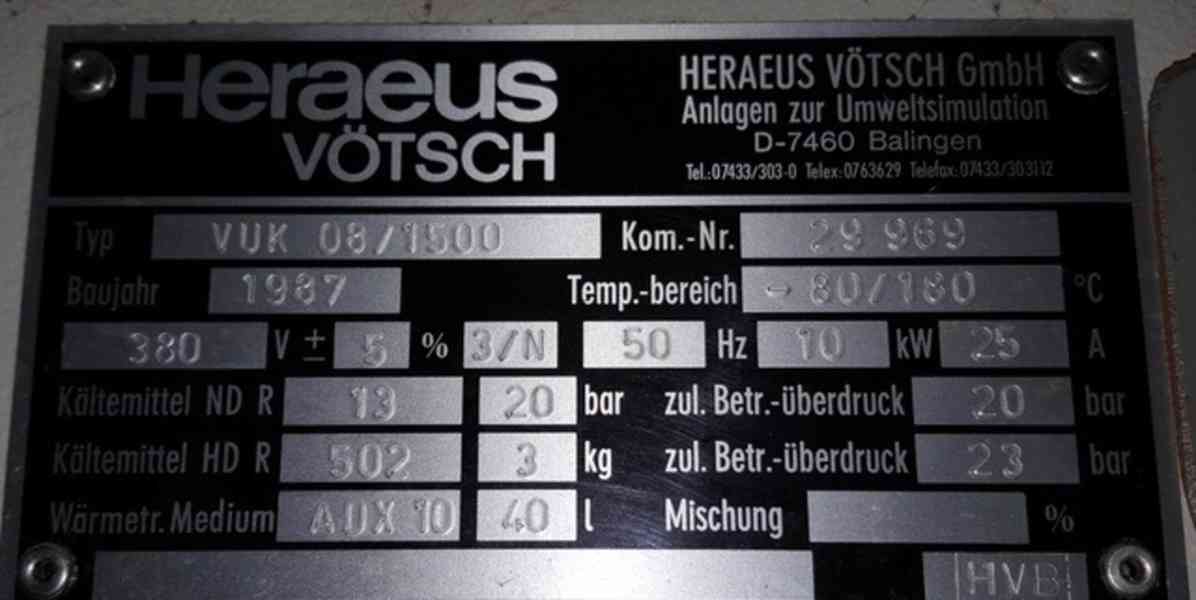 Heraeus
VÖTSCH
HERAEUS VÖTSCH GmbH
Anlagen zur Umweltsimulation
D-7460 Balingen
Tel.:07433/303-0 Telex:0763629 Telefax:07433/303112
Typ VUK 08/1500 Kom.-Nr. 29 969
Baujahr 1987 Temp.-bereich - 80/180 °C
380 V ± 5 % 3/N 50 Hz 10 kW 25 A
Kältemittel ND R 13 20 bar zul. Betr.-überdruck 20 bar
Kältemittel HD R 502 3 kg zul. Betr.-überdruck 23 bar
Wärmetr. Medium AUX 10 40 l Mischung %
HVB